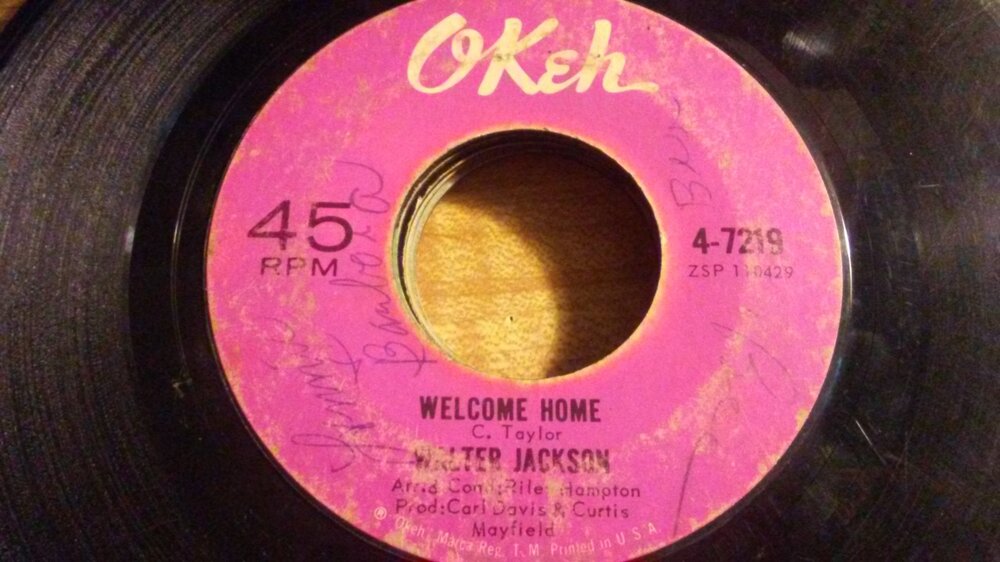 OKeh
45
RPM
4-7219
ZSP 110429
Barbara
WELCOME HOME
C. Taylor
WALTER JACKSON
Arr.& Cond:Riley Hampton
Prod:Carl Davis & Curtis
Mayfield
® "Okeh", Marca Reg. T. M. Printed in U S A